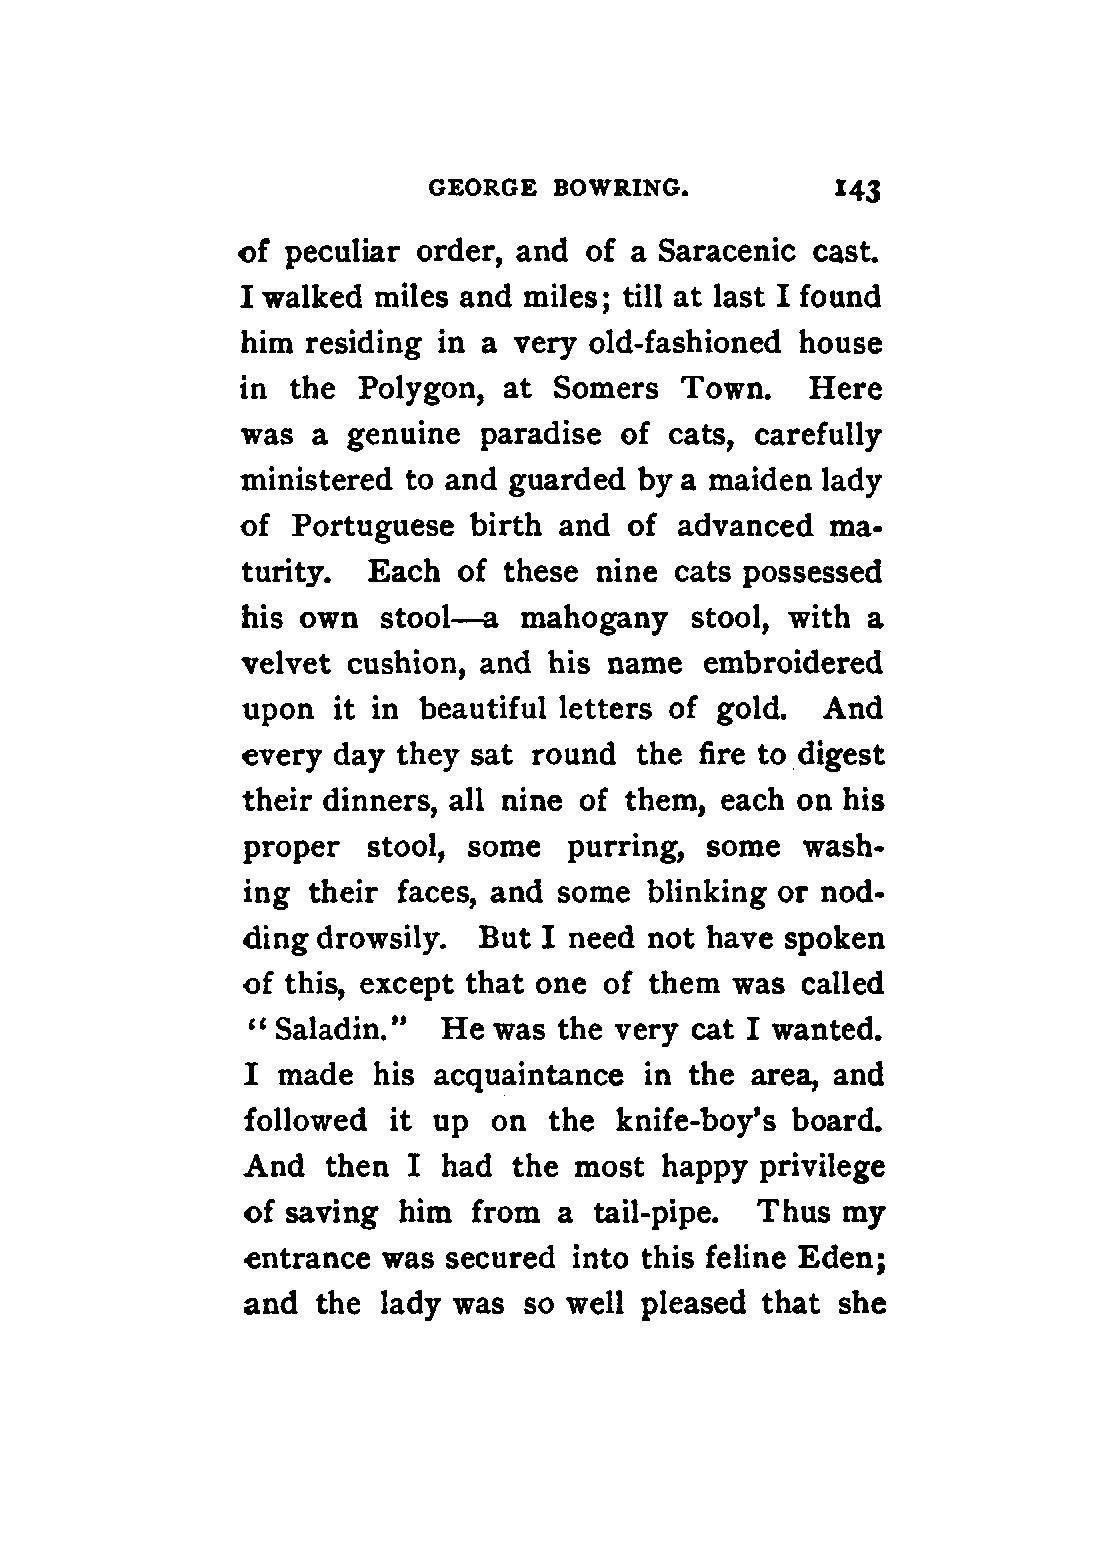 GEORGE BOWRING. 143
of peculiar order, and of a Saracenic cast.
I walked miles and miles; till at last I found
him residing in a very old-fashioned house
in the Polygon, at Somers Town. Here
was a genuine paradise of cats, carefully
ministered to and guarded by a maiden lady
of Portuguese birth and of advanced ma-
turity. Each of these nine cats possessed
his own stool—a mahogany stool, with a
velvet cushion, and his name embroidered
upon it in beautiful letters of gold. And
every day they sat round the fire to digest
their dinners, all nine of them, each on his
proper stool, some purring, some wash-
ing their faces, and some blinking or nod-
ding drowsily. But I need not have spoken
of this, except that one of them was called
"Saladin." He was the very cat I wanted.
I made his acquaintance in the area, and
followed it up on the knife-boy's board.
And then I had the most happy privilege
of saving him from a tail-pipe. Thus my
entrance was secured into this feline Eden;
and the lady was so well pleased that she